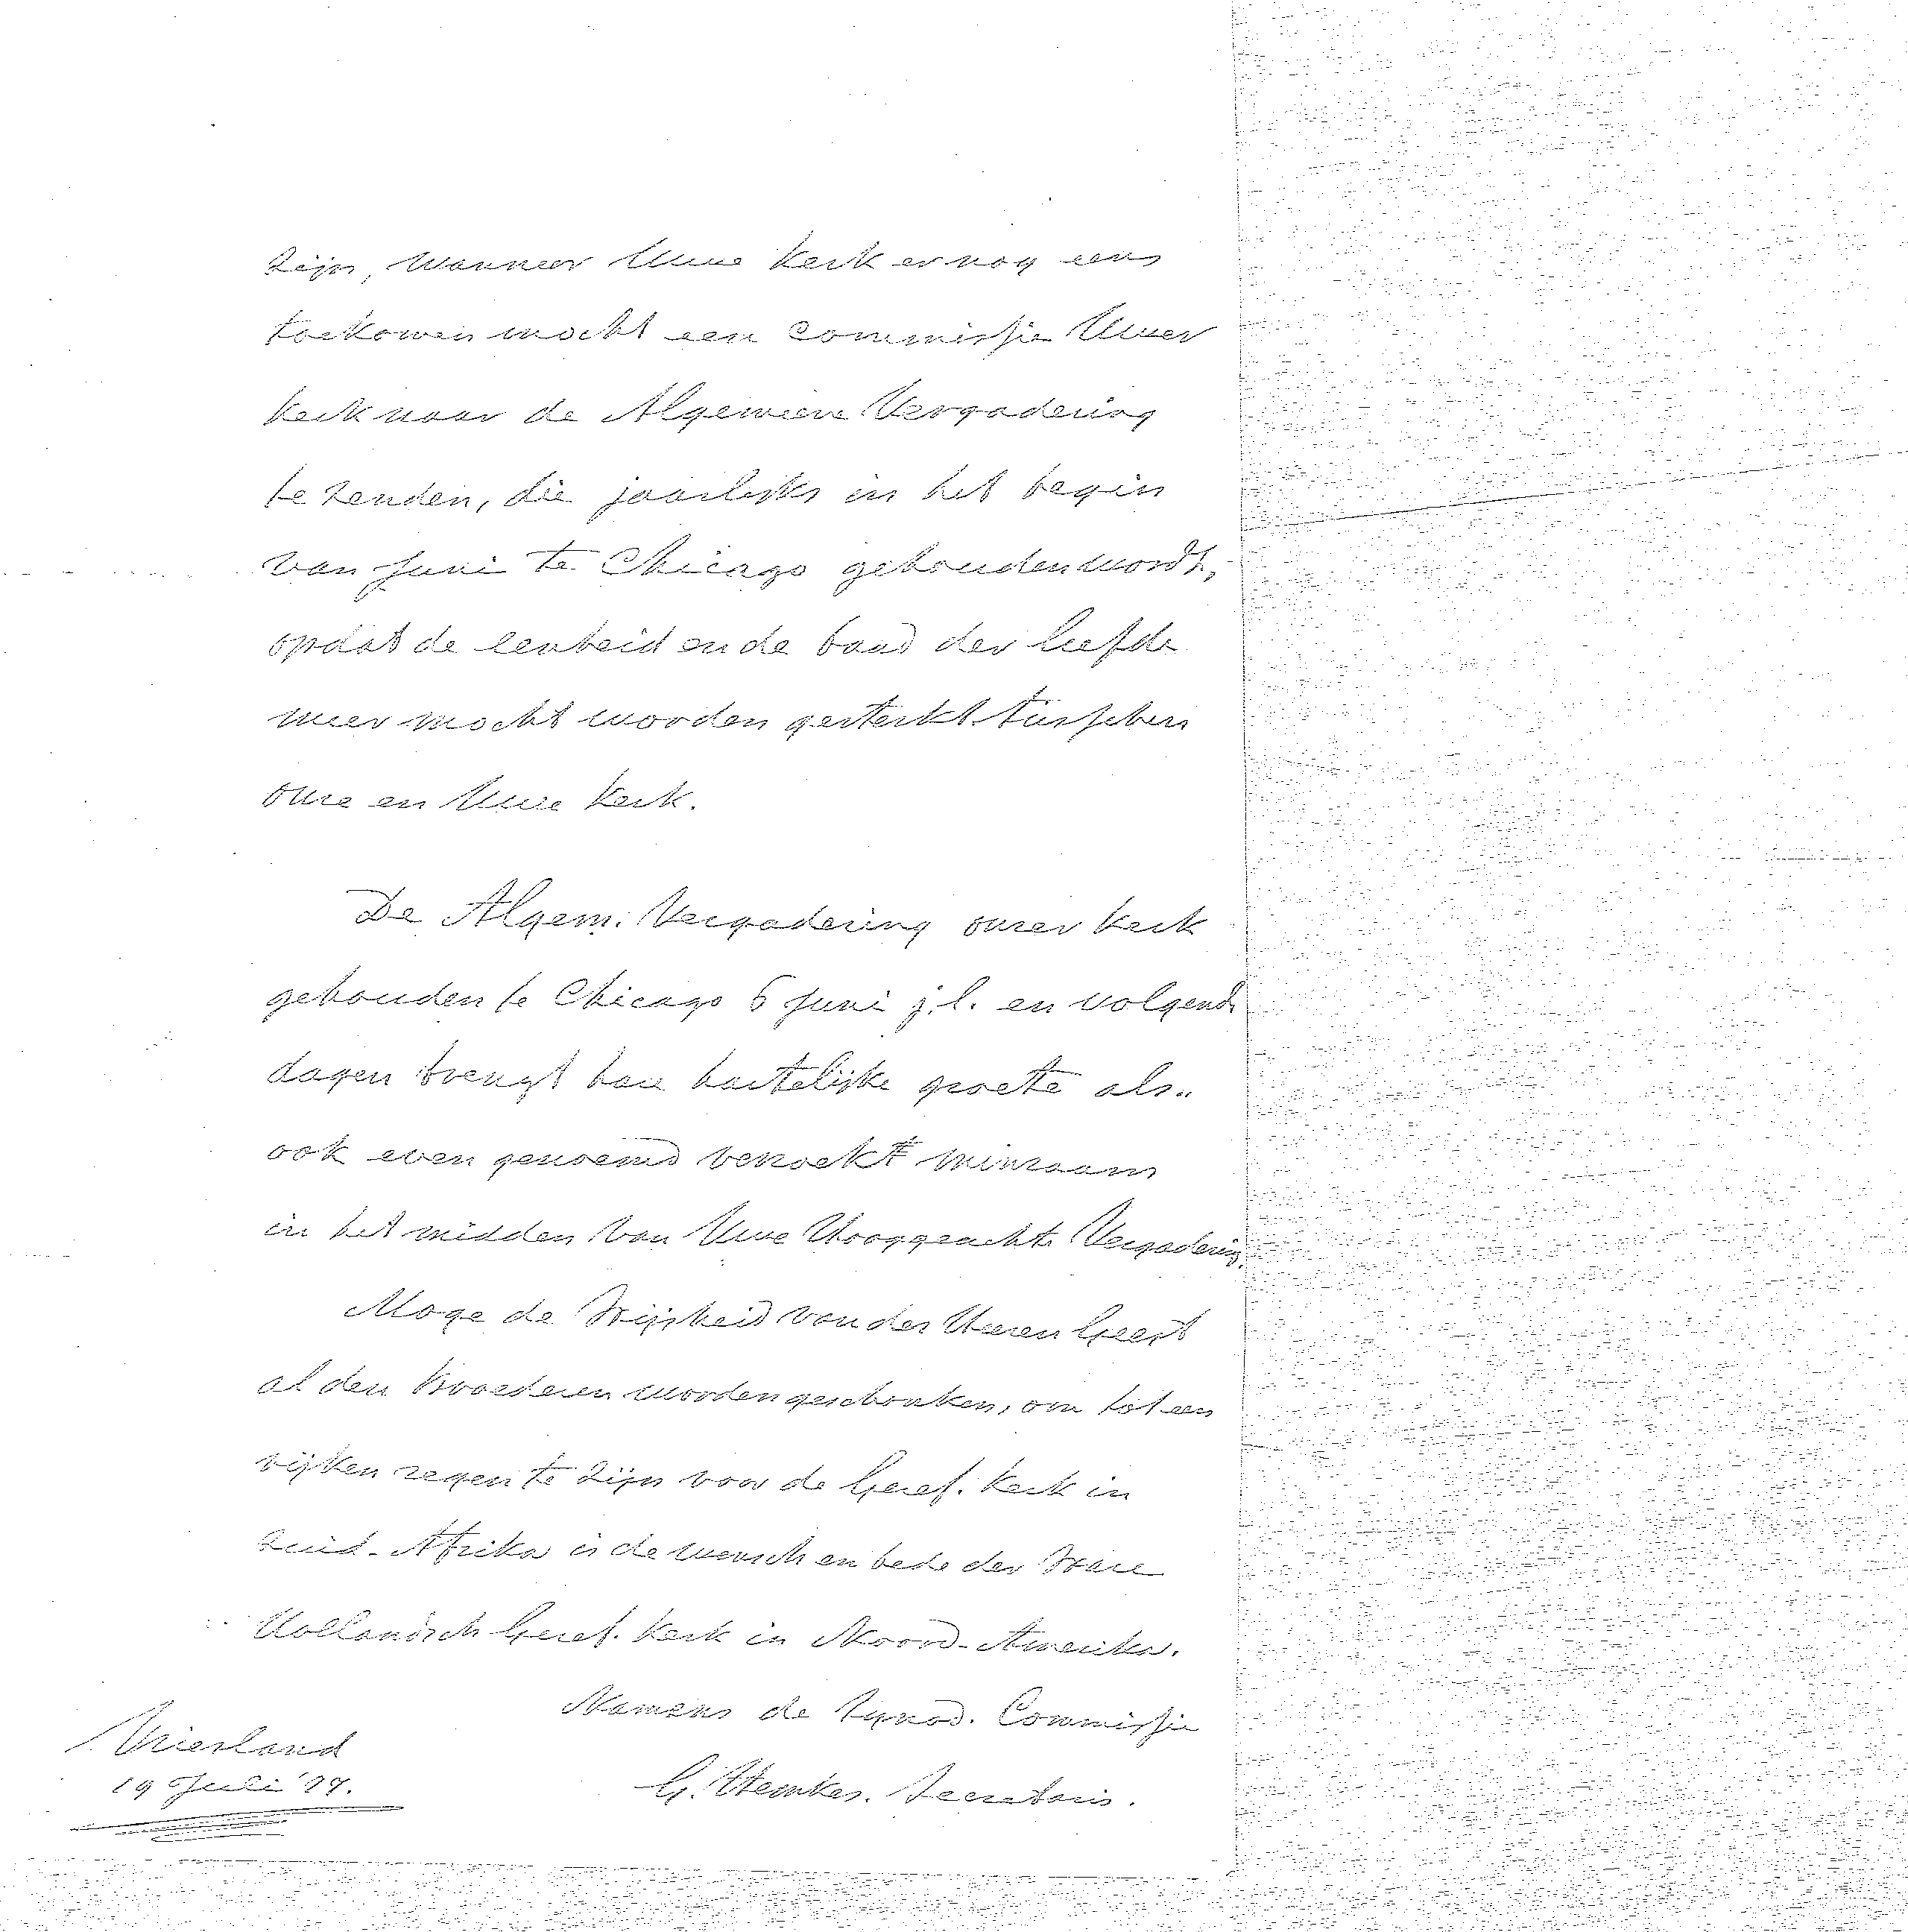 zijn, wanneer Uwe Kerk er nog eens
toekomen mocht een Commissie Uwer
Kerk naar de Algemeene Vergadering
te zenden, die jaarlijks in het begin
van Juni te Chicago gehouden wordt,
opdat de eenheid en de band der liefde
meer mocht worden gesterkt tusschen
onze en Uwe Kerk.
De Algem. Vergadering onzer Kerk
gehouden te Chicago 6 Juni j.l. en volgende
dagen brengt hare hartelijke groete als
ook even genoemd verzoekt minzaam
in het midden van Uwe Hooggeachte Vergadering.
Moge de Wijsheid van den Heeren Geest
al den Broederen worden geschonken, om tot een
rijken zegen te zijn voor de Geref. Kerk in
Zuid-Afrika is de wensch en bede der Ware
Hollandsch Geref. Kerk in Noord-Amerika.
Namens de Synod. Commissie
Vriesland
19 Juli '97.
G. Hemkes. Secretaris.